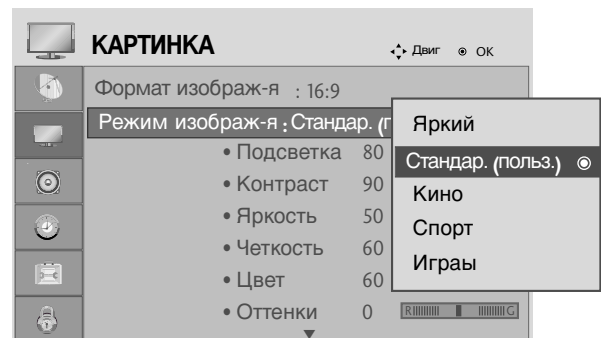 КАРТИНКА
Двиг ОК
Формат изображ-я : 16:9
Режим изображ-я : Стандар. (п
• Подсветка 80
• Контраст 90
• Яркость 50
• Четкость 60
• Цвет 60
• Оттенки 0 R G
Яркий
Стандар. (польз.)
Кино
Спорт
Играы